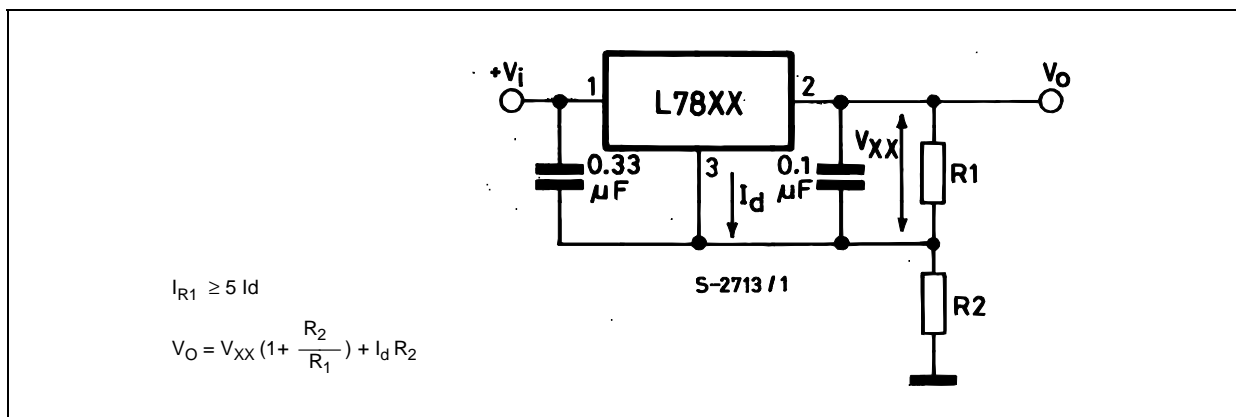 +Vi
1
L78XX
2
Vo
0.33
µF
3
Id
0.1
µF
VXX
R1
S-2713/1
R2
IR1 ≥ 5 Id
VO = VXX (1+ R2/R1) + Id R2